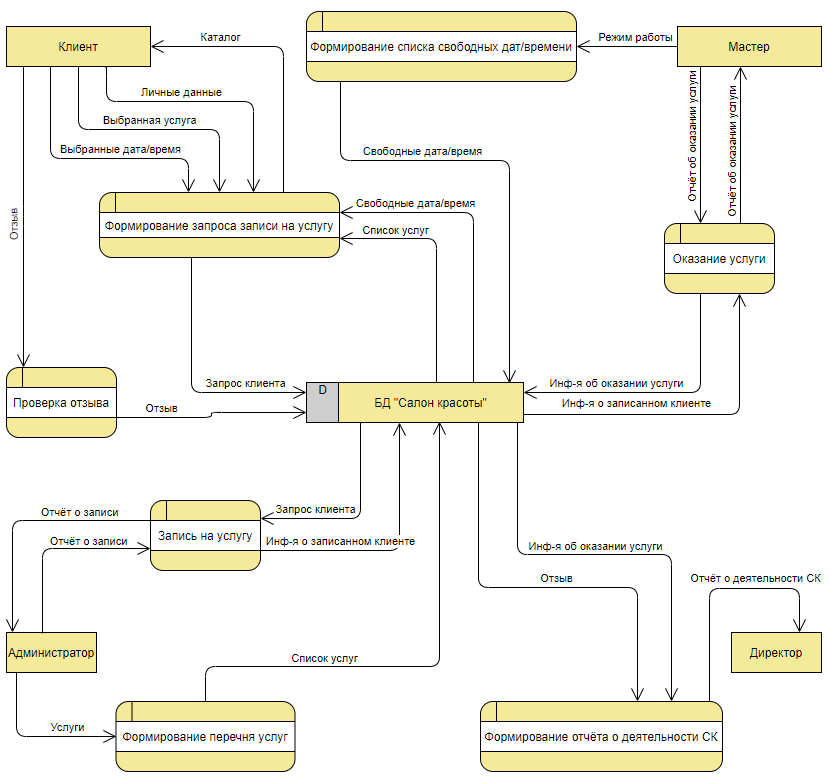 Клиент
Каталог
Формирование списка свободных дат/времени
Режим работы
Мастер
Личные данные
Выбранная услуга
Выбранные дата/время
Свободные дата/время
Отчёт об оказании услуги
Отчёт об оказании услуги
Отзыв
Формирование запроса записи на услугу
Свободные дата/время
Список услуг
Оказание услуги
Запрос клиента
D
БД "Салон красоты"
Инф-я об оказании услуги
Инф-я о записанном клиенте
Проверка отзыва
Отзыв
Отчёт о записи
Запрос клиента
Запись на услугу
Отчёт о записи
Инф-я о записанном клиенте
Инф-я об оказании услуги
Отзыв
Отчёт о деятельности СК
Администратор
Список услуг
Директор
Услуги
Формирование перечня услуг
Формирование отчёта о деятельности СК